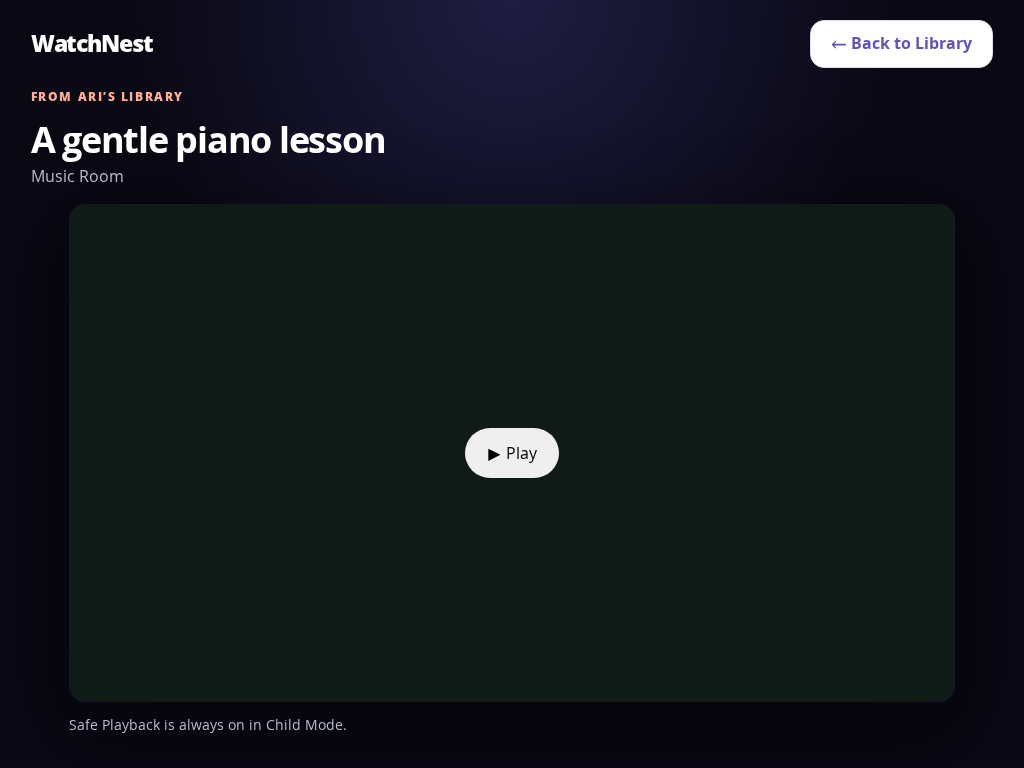 WatchNest
← Back to Library
FROM ARI’S LIBRARY
A gentle piano lesson
Music Room
▶ Play
Safe Playback is always on in Child Mode.